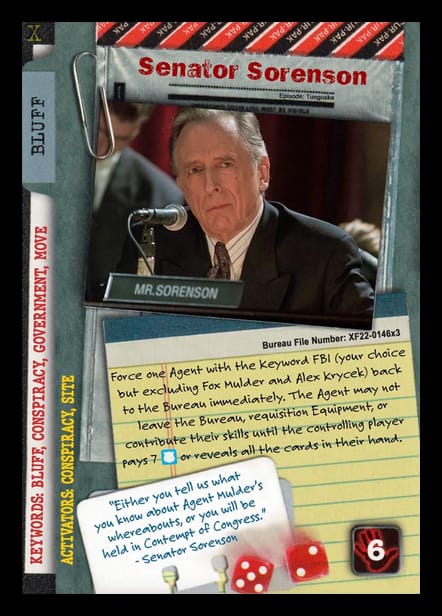 X
UR-PAK
Senator Sorenson
Episode: Tunguska
BLUFF
MR.SORENSON
KEYWORDS: BLUFF, CONSPIRACY, GOVERNMENT, MOVE
ACTIVATORS: CONSPIRACY, SITE
Bureau File Number: XF22-0146x3
Force one Agent with the Keyword FBI (your choice
but excluding Fox Mulder and Alex Krycek) back
to the Bureau immediately. The Agent may not
leave the Bureau, requisition Equipment, or
contribute their skills until the controlling player
pays 7 or reveals all the cards in their hand.
"Either you tell us what
you know about Agent Mulder's
whereabouts, or you will be
held in Contempt of Congress."
- Senator Sorenson
6